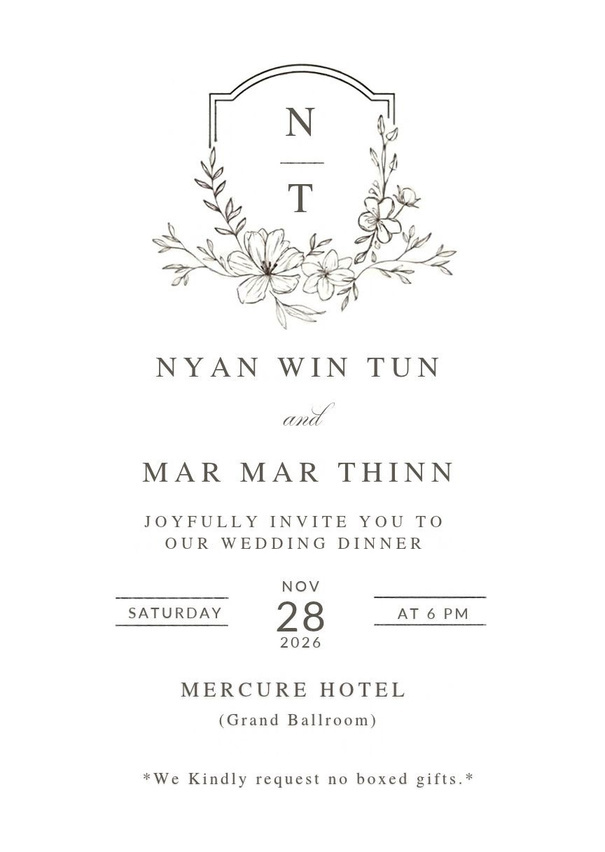 N
T
NYAN WIN TUN
and
MAR MAR THINN
JOYFULLY INVITE YOU TO
OUR WEDDING DINNER
NOV
SATURDAY 28 AT 6 PM
2026
MERCURE HOTEL
(Grand Ballroom)
*We Kindly request no boxed gifts.*